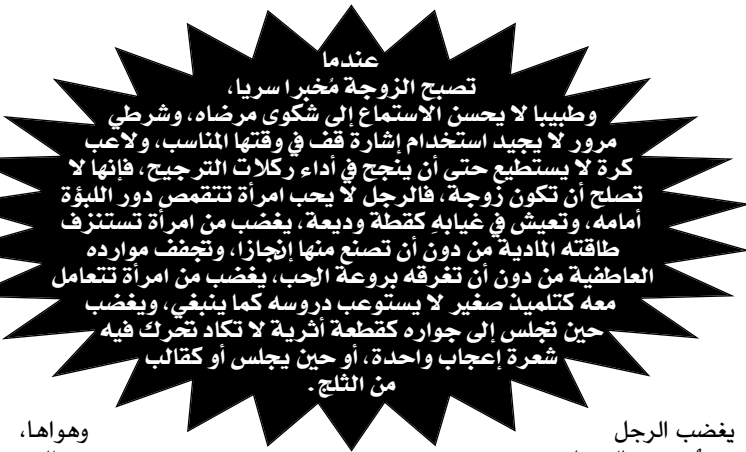 عندما
تصبح الزوجة مُخبرا سريا،
وطبيبا لا يحسن الاستماع إلى شكوى مرضاه، وشرطي
مرور لا يجيد استخدام إشارة قف في وقتها المناسب، ولاعب
كرة لا يستطيع حتى أن ينجح في أداء ركلات الترجيح، فإنها لا
تصلح أن تكون زوجة، فالرجل لا يحب امرأة تتقمص دور اللبؤة
أمامه، وتعيش في غيابه كقطة وديعة، يغضب من امرأة تستنزف
طاقته المادية من دون أن تصنع منها إنجازا، وتجفف موارده
العاطفية من دون أن تغرقه بروعة الحب، يغضب من امرأة تتعامل
معه كتلميذ صغير لا يستوعب دروسه كما ينبغي، ويغضب
حين تجلس إلى جواره كقطعة أثرية لا تكاد تحرك فيه
شعرة إعجاب واحدة، أو حين يجلس أو كقالب
من الثلج.
يغضب الرجل وهواها،